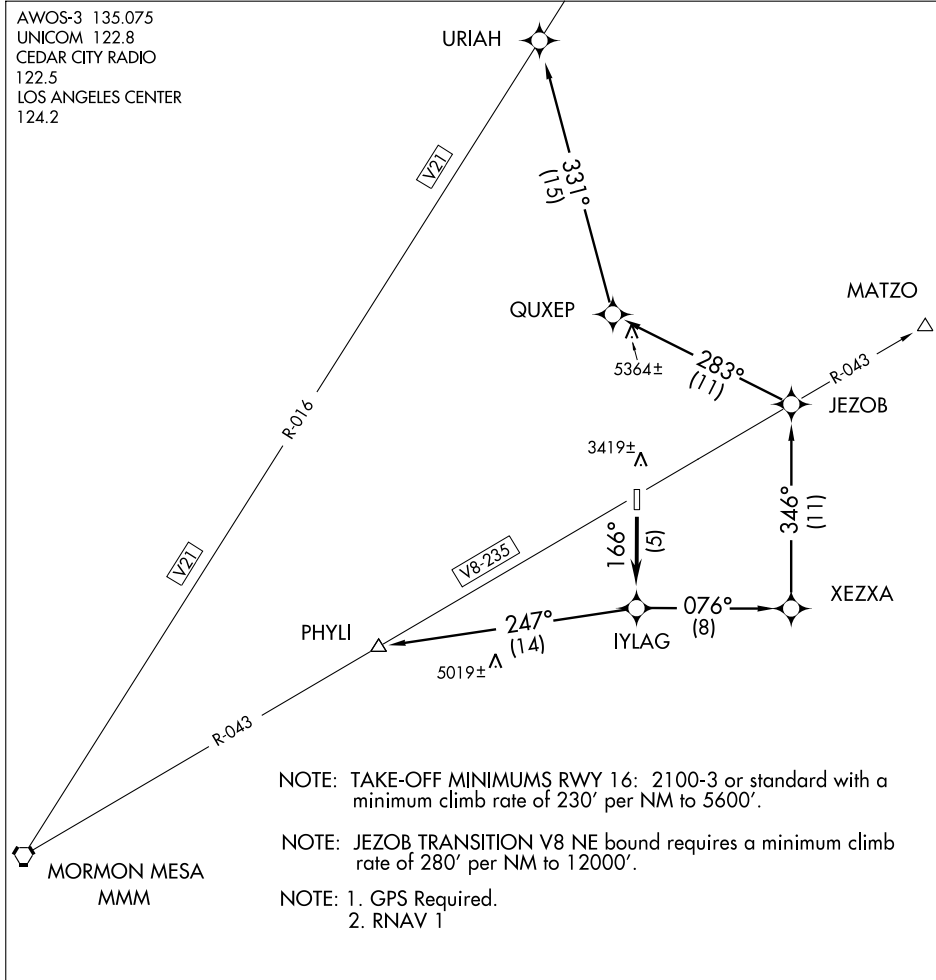 AWOS-3 135.075
UNICOM 122.8
CEDAR CITY RADIO
122.5
LOS ANGELES CENTER
124.2
URIAH
V21
331°
(15)
QUXEP
MATZO
5364±
283°
(11)
R-043
JEZOB
R-016
3419±
346°
(11)
166°
(5)
V8-235
V21
XEZXA
076°
(8)
IYLAG
247°
(14)
PHYLI
5019±
R-043
NOTE: TAKE-OFF MINIMUMS RWY 16: 2100-3 or standard with a
minimum climb rate of 230' per NM to 5600'.
NOTE: JEZOB TRANSITION V8 NE bound requires a minimum climb
rate of 280' per NM to 12000'.
MORMON MESA
MMM
NOTE: 1. GPS Required.
2. RNAV 1